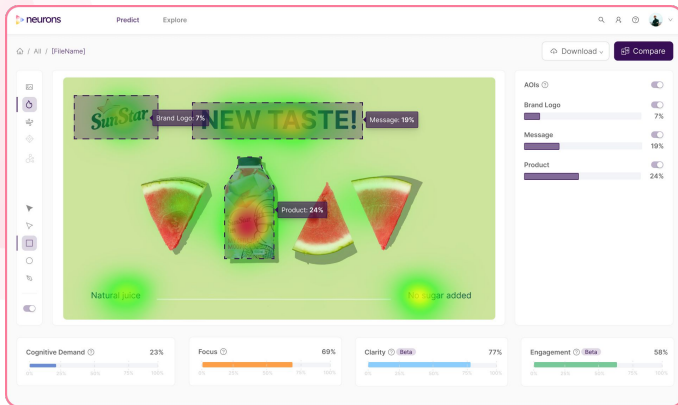 neurons
Predict
Explore
/ All / [FileName]
Download
Compare
SunStar
Brand Logo: 7%
NEW TASTE!
Message: 19%
Product: 24%
Natural juice
No sugar added
AOIs
Brand Logo
7%
Message
19%
Product
24%
Cognitive Demand
23%
0% 25% 50% 75% 100%
Focus
69%
0% 25% 50% 75% 100%
Clarity Beta
77%
0% 25% 50% 75% 100%
Engagement Beta
58%
0% 25% 50% 75% 100%